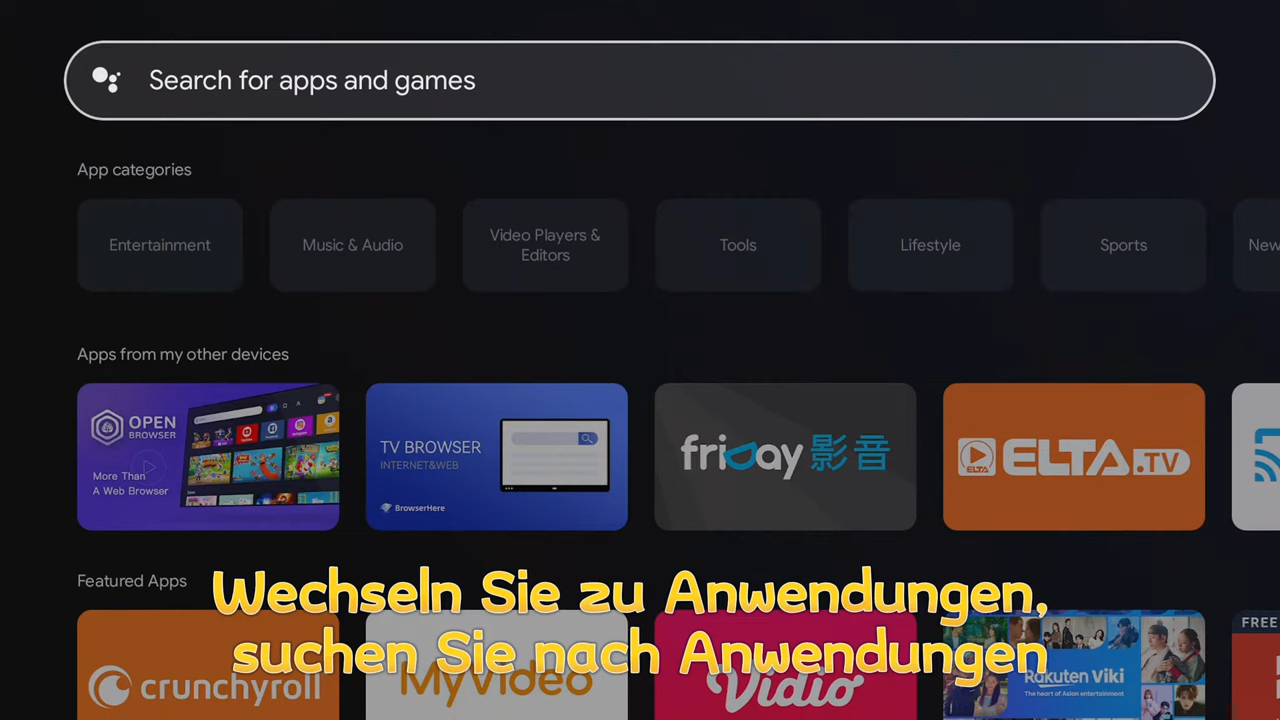 Search for apps and games
App categories
Entertainment
Music & Audio
Video Players &
Editors
Tools
Lifestyle
Sports
New
Apps from my other devices
OPEN
BROWSER
More Than
A Web Browser
TV BROWSER
INTERNET&WEB
BrowserHere
friDay影音
ELTA
ELTA.TV
Featured Apps
Wechseln Sie zu Anwendungen,
suchen Sie nach Anwendungen
crunchyroll
MyVideo
Vidio
Rakuten Viki
The heart of Asian entertainment
FREE